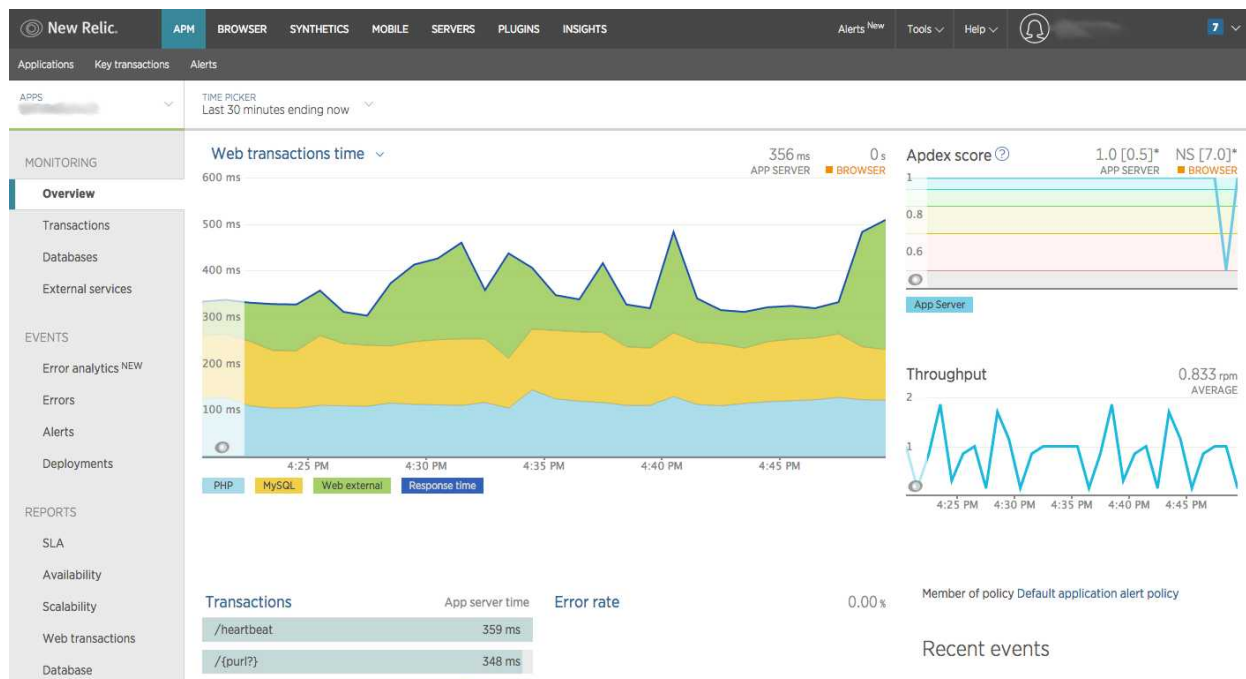 New Relic.
APM BROWSER SYNTHETICS MOBILE SERVERS PLUGINS INSIGHTS
Alerts New Tools Help 7
Applications Key transactions Alerts
APPS
TIME PICKER
Last 30 minutes ending now
MONITORING
Overview
Transactions
Databases
External services
EVENTS
Error analytics NEW
Errors
Alerts
Deployments
REPORTS
SLA
Availability
Scalability
Web transactions
Database
Web transactions time
356 ms 0 s
APP SERVER BROWSER
600 ms
500 ms
400 ms
300 ms
200 ms
100 ms
4:25 PM 4:30 PM 4:35 PM 4:40 PM 4:45 PM
PHP MySQL Web external Response time
Apdex score ? 1.0 [0.5]* NS [7.0]*
APP SERVER BROWSER
1
0.8
0.6
App Server
Throughput 0.833 rpm
AVERAGE
2
1
4:25 PM 4:30 PM 4:35 PM 4:40 PM 4:45 PM
Transactions App server time
/heartbeat 359 ms
/{purl?} 348 ms
Error rate 0.00 %
Member of policy Default application alert policy
Recent events